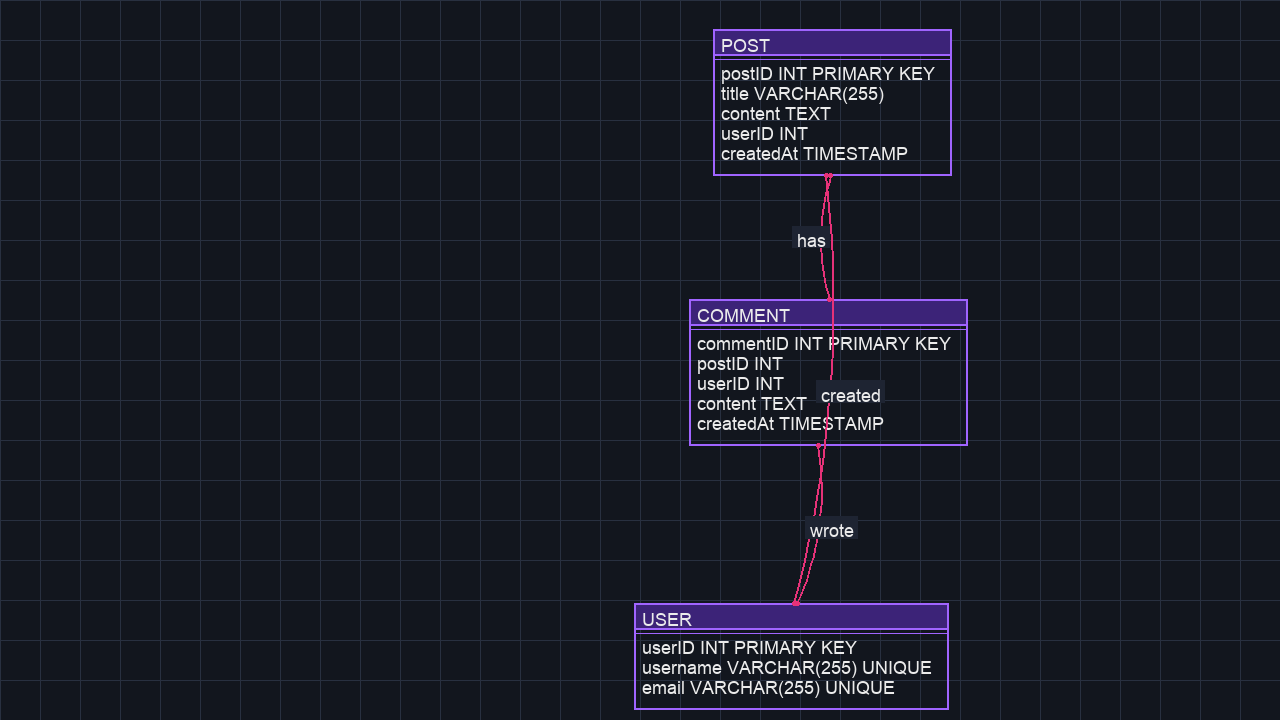 POST
postID INT PRIMARY KEY
title VARCHAR(255)
content TEXT
userID INT
createdAt TIMESTAMP
has
COMMENT
commentID INT PRIMARY KEY
postID INT
userID INT
content TEXT
createdAt TIMESTAMP
created
wrote
USER
userID INT PRIMARY KEY
username VARCHAR(255) UNIQUE
email VARCHAR(255) UNIQUE